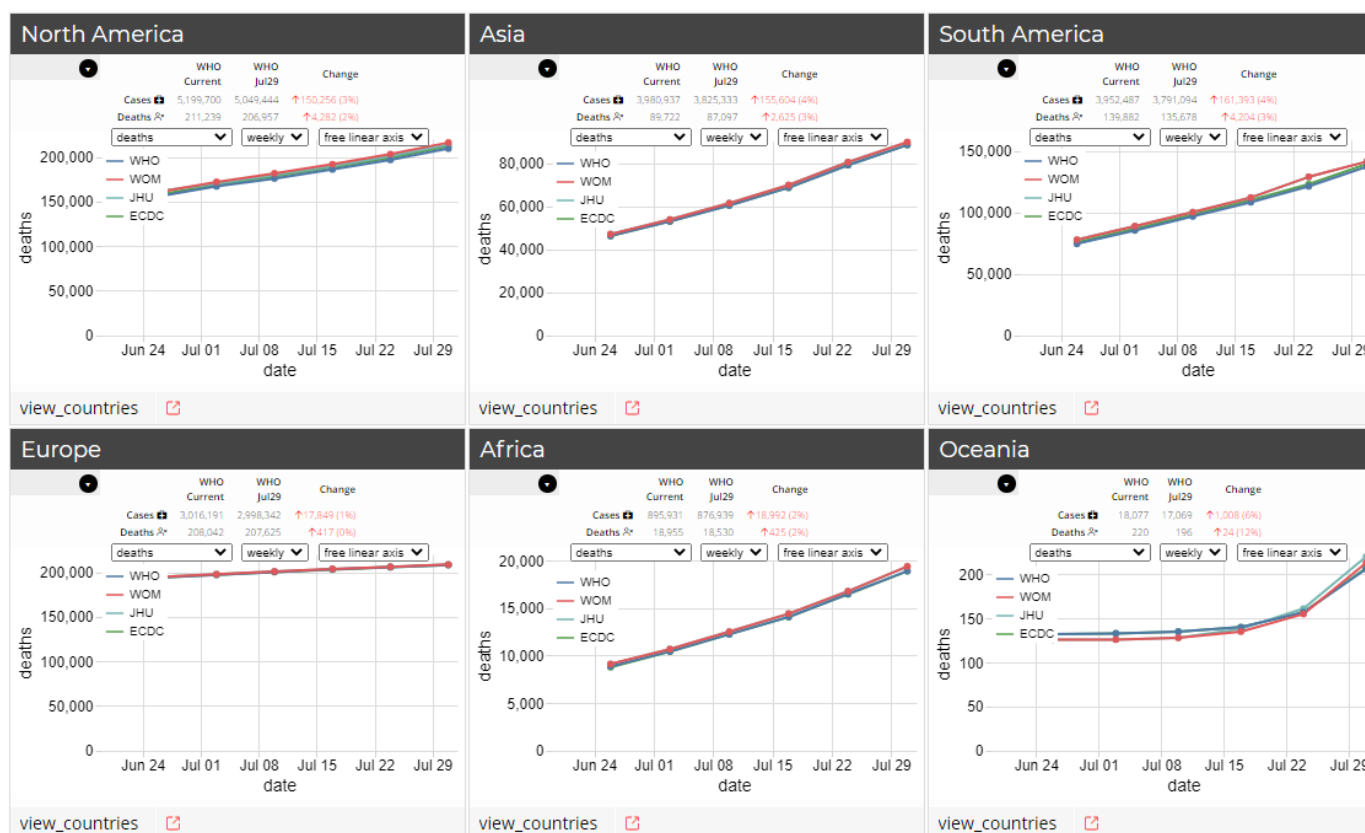 North America
WHO WHO
Current Jul29 Change
Cases 5,199,700 5,049,444 ↑150,256 (3%)
Deaths 211,239 206,957 ↑4,282 (2%)
deaths weekly free linear axis
200,000
150,000
100,000
50,000
0
deaths
WHO
WOM
JHU
ECDC
Jun 24 Jul 01 Jul 08 Jul 15 Jul 22 Jul 29
date
view_countries
Asia
WHO WHO
Current Jul29 Change
Cases 3,980,937 3,825,333 ↑155,604 (4%)
Deaths 89,722 87,097 ↑2,625 (3%)
deaths weekly free linear axis
80,000
60,000
40,000
20,000
0
deaths
WHO
WOM
JHU
ECDC
Jun 24 Jul 01 Jul 08 Jul 15 Jul 22 Jul 29
date
view_countries
South America
WHO WHO
Current Jul29 Change
Cases 3,952,487 3,791,094 ↑161,393 (4%)
Deaths 139,882 135,678 ↑4,204 (3%)
deaths weekly free linear axis
150,000
100,000
50,000
0
deaths
WHO
WOM
JHU
ECDC
Jun 24 Jul 01 Jul 08 Jul 15 Jul 22 Jul 29
date
view_countries
Europe
WHO WHO
Current Jul29 Change
Cases 3,016,191 2,998,342 ↑17,849 (1%)
Deaths 208,042 207,625 ↑417 (0%)
deaths weekly free linear axis
200,000
150,000
100,000
50,000
0
deaths
WHO
WOM
JHU
ECDC
Jun 24 Jul 01 Jul 08 Jul 15 Jul 22 Jul 29
date
view_countries
Africa
WHO WHO
Current Jul29 Change
Cases 895,931 876,939 ↑18,992 (2%)
Deaths 18,955 18,530 ↑425 (2%)
deaths weekly free linear axis
20,000
15,000
10,000
5,000
0
deaths
WHO
WOM
JHU
ECDC
Jun 24 Jul 01 Jul 08 Jul 15 Jul 22 Jul 29
date
view_countries
Oceania
WHO WHO
Current Jul29 Change
Cases 18,077 17,069 ↑1,008 (6%)
Deaths 220 196 ↑24 (12%)
deaths weekly free linear axis
200
150
100
50
0
deaths
WHO
WOM
JHU
ECDC
Jun 24 Jul 01 Jul 08 Jul 15 Jul 22 Jul 29
date
view_countries